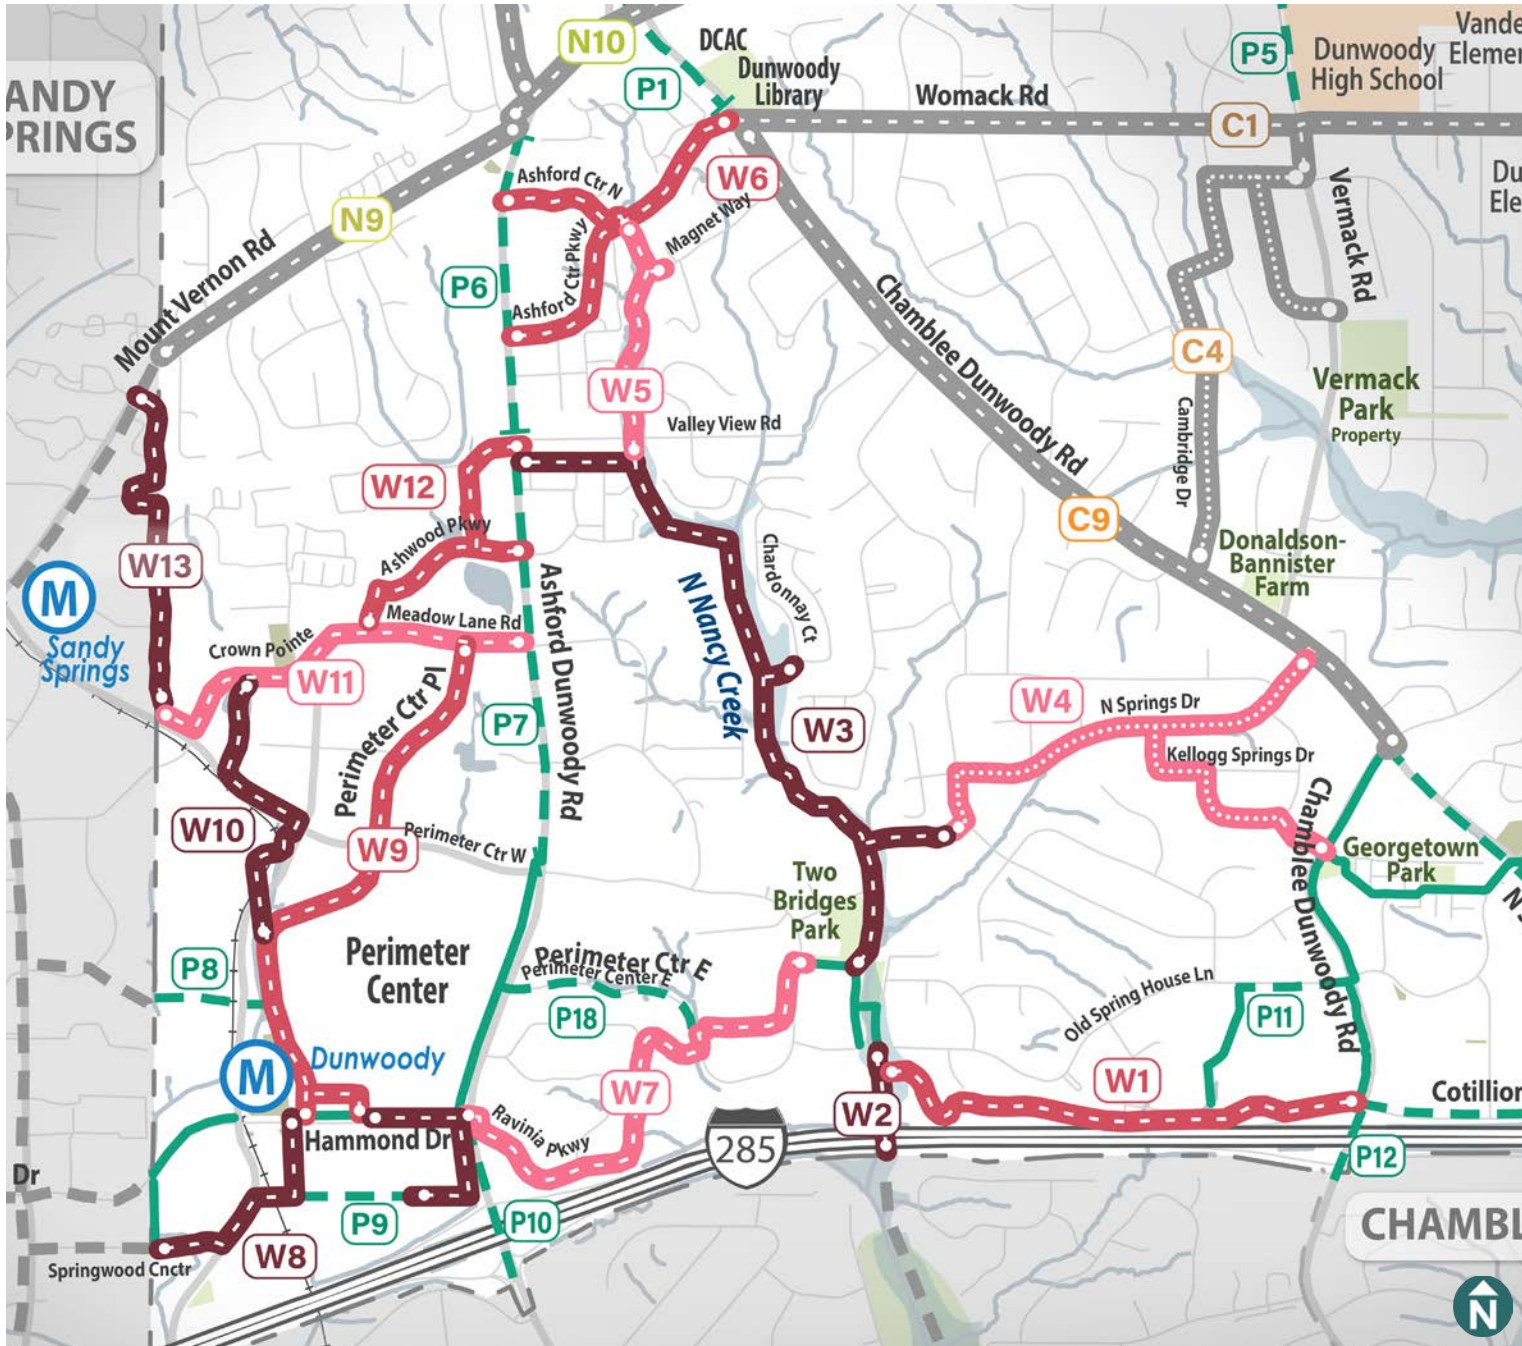 N10
DCAC
Dunwoody
Library
P1
P5
Dunwoody
High School
Vande
Elemen
ANDY
PRINGS
Womack Rd
C1
W6
Ashford Ctr N
Magnet Way
N9
Mount Vernon Rd
P6
Ashford Ctr Pkwy
Ashford Ctr Pkwy
Vermack Rd
Du
Ele
Chamblee Dunwoody Rd
C4
W5
Vermack
Park
Property
Valley View Rd
Cambridge Dr
W12
C9
Ashwood Pkwy
W13
M
Sandy
Springs
Chardonnay Ct
N Nancy Creek
Donaldson-
Bannister
Farm
Ashford Dunwoody Rd
Meadow Lane Rd
Crown Pointe
W11
W4
N Springs Dr
Perimeter Ctr Pl
P7
W3
Kellogg Springs Dr
W10
W9
Perimeter Ctr W
Chamblee Dunwoody Rd
Georgetown
Park
Two
Bridges
Park
Perimeter
Center
Perimeter Ctr E
Perimeter Center E
P8
P18
Old Spring House Ln
P11
M
Dunwoody
W7
W1
Cotillion
W2
Ravinia Pkwy
Hammond Dr
285
P12
Dr
P9
P10
CHAMBL
W8
Springwood Cnctr
N